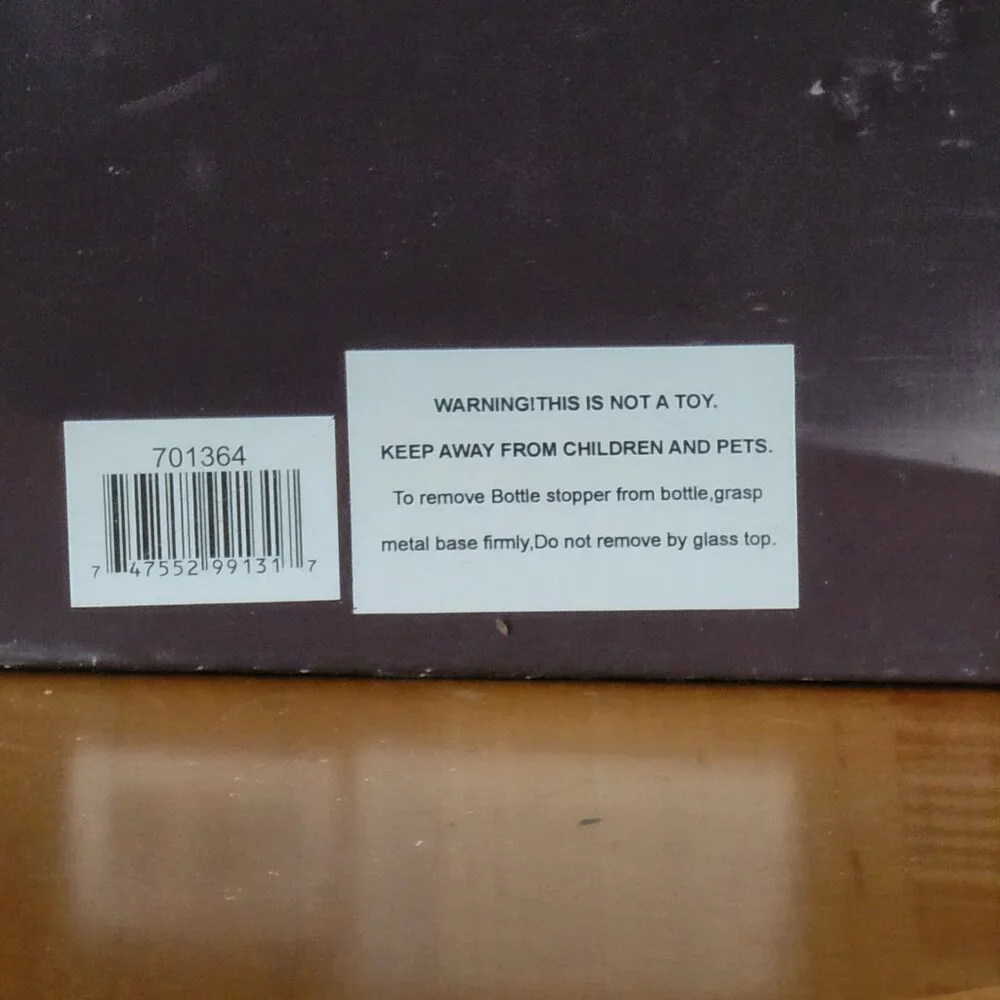 701364
7 47552 99131 7
WARNING!THIS IS NOT A TOY.
KEEP AWAY FROM CHILDREN AND PETS.
To remove Bottle stopper from bottle,grasp
metal base firmly,Do not remove by glass top.